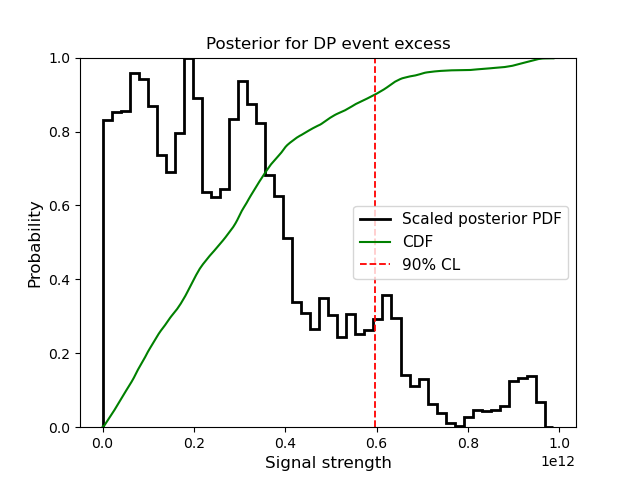 Posterior for DP event excess
1.0
0.8
0.6
0.4
0.2
0.0
Probability
Scaled posterior PDF
CDF
90% CL
0.0 0.2 0.4 0.6 0.8 1.0
1e12
Signal strength